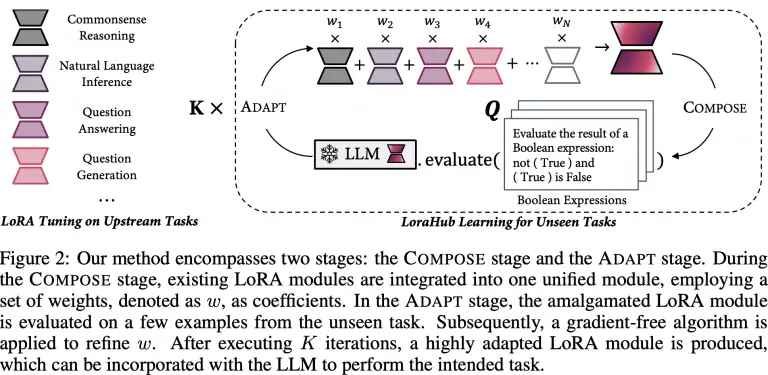 Commonsense
Reasoning
Natural Language
Inference
Question
Answering
Question
Generation
...
LoRA Tuning on Upstream Tasks
K ×
w1 w2 w3 w4 wN
× × × × ×
+ + + + ... →
ADAPT
Q
COMPOSE
LLM .evaluate( )
Evaluate the result of a
Boolean expression:
not ( True ) and
( True ) is False
Boolean Expressions
LoraHub Learning for Unseen Tasks
Figure 2: Our method encompasses two stages: the COMPOSE stage and the ADAPT stage. During
the COMPOSE stage, existing LoRA modules are integrated into one unified module, employing a
set of weights, denoted as w, as coefficients. In the ADAPT stage, the amalgamated LoRA module
is evaluated on a few examples from the unseen task. Subsequently, a gradient-free algorithm is
applied to refine w. After executing K iterations, a highly adapted LoRA module is produced,
which can be incorporated with the LLM to perform the intended task.